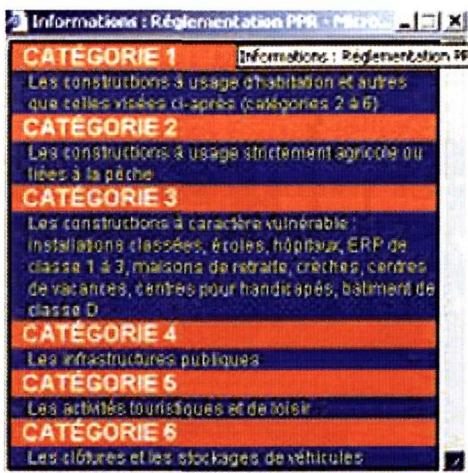 Informations : Réglementation PPR - Micro...
CATÉGORIE 1
Informations : Réglementation PP
Les constructions à usage d'habitation et autres
que celles visées ci-après (catégories 2 à 6)
CATÉGORIE 2
Les constructions à usage strictement agricole ou
liées à la pêche
CATÉGORIE 3
Les constructions à caractère vulnérable :
installations classées, écoles, hôpitaux, ERP de
classe 1 à 3, maisons de retraite, crèches, centres
de vacances, centres pour handicapés, bâtiment de
classe D
CATÉGORIE 4
Les infrastructures publiques
CATÉGORIE 5
Les activités touristiques et de loisir
CATÉGORIE 6
Les clôtures et les stockages de véhicules